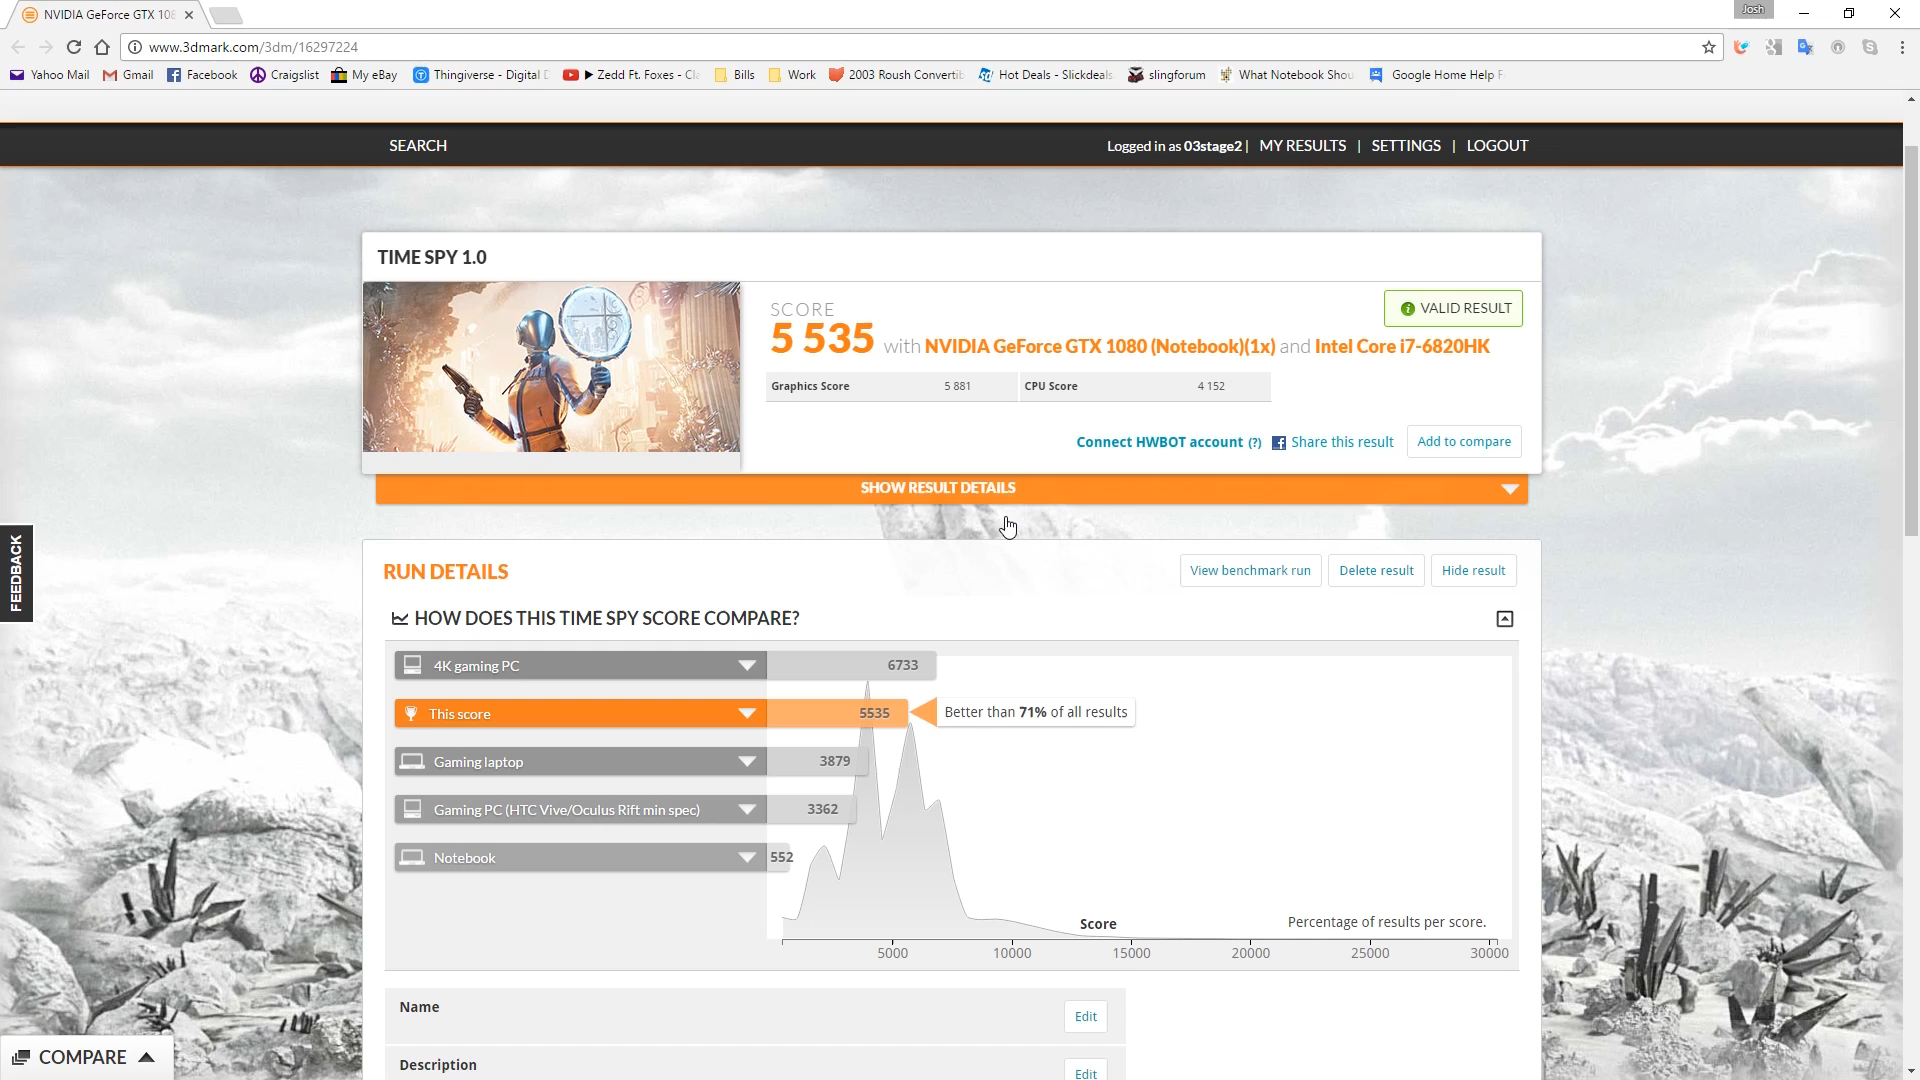 NVIDIA GeForce GTX 108
Josh
www.3dmark.com/3dm/16297224
Yahoo Mail Gmail Facebook Craigslist My eBay Thingiverse - Digital D ▶ Zedd Ft. Foxes - Cla Bills Work 2003 Roush Convertib Hot Deals - Slickdeals. slingforum What Notebook Shou Google Home Help F
SEARCH
Logged in as 03stage2 | MY RESULTS | SETTINGS | LOGOUT
TIME SPY 1.0
VALID RESULT
SCORE
5 535 with NVIDIA GeForce GTX 1080 (Notebook)(1x) and Intel Core i7-6820HK
Graphics Score 5 881 CPU Score 4 152
Connect HWBOT account (?) Share this result Add to compare
SHOW RESULT DETAILS
FEEDBACK
RUN DETAILS
View benchmark run Delete result Hide result
HOW DOES THIS TIME SPY SCORE COMPARE?
4K gaming PC 6733
This score 5535 Better than 71% of all results
Gaming laptop 3879
Gaming PC (HTC Vive/Oculus Rift min spec) 3362
Notebook 552
Score Percentage of results per score.
5000 10000 15000 20000 25000 30000
Name Edit
Description Edit
COMPARE